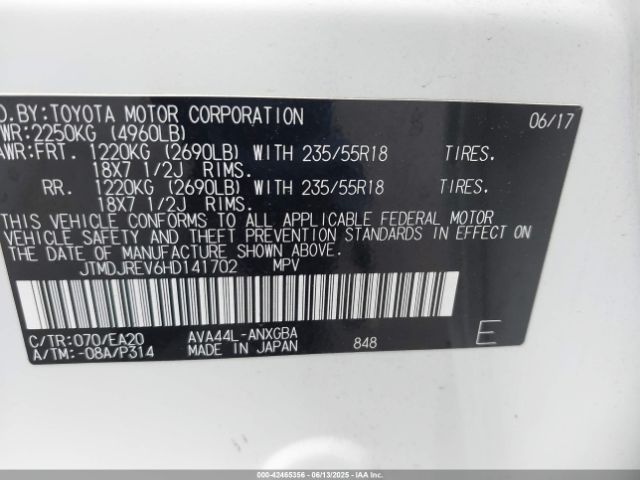 D.BY:TOYOTA MOTOR CORPORATION 06/17
WR:2250KG (4960LB)
AWR:FRT. 1220KG (2690LB) WITH 235/55R18 TIRES.
18X7 1/2J RIMS.
RR. 1220KG (2690LB) WITH 235/55R18 TIRES.
18X7 1/2J RIMS.
THIS VEHICLE CONFORMS TO ALL APPLICABLE FEDERAL MOTOR
VEHICLE SAFETY AND THEFT PREVENTION STANDARDS IN EFFECT
ON THE DATE OF MANUFACTURE SHOWN ABOVE.
JTMDJREV6HD141702 MPV
C/TR:070/EA20 AVA44L-ANXGBA
A/TM:-08A/P314 MADE IN JAPAN 848 E
000-42465356 - 06/13/2025 - IAA Inc.